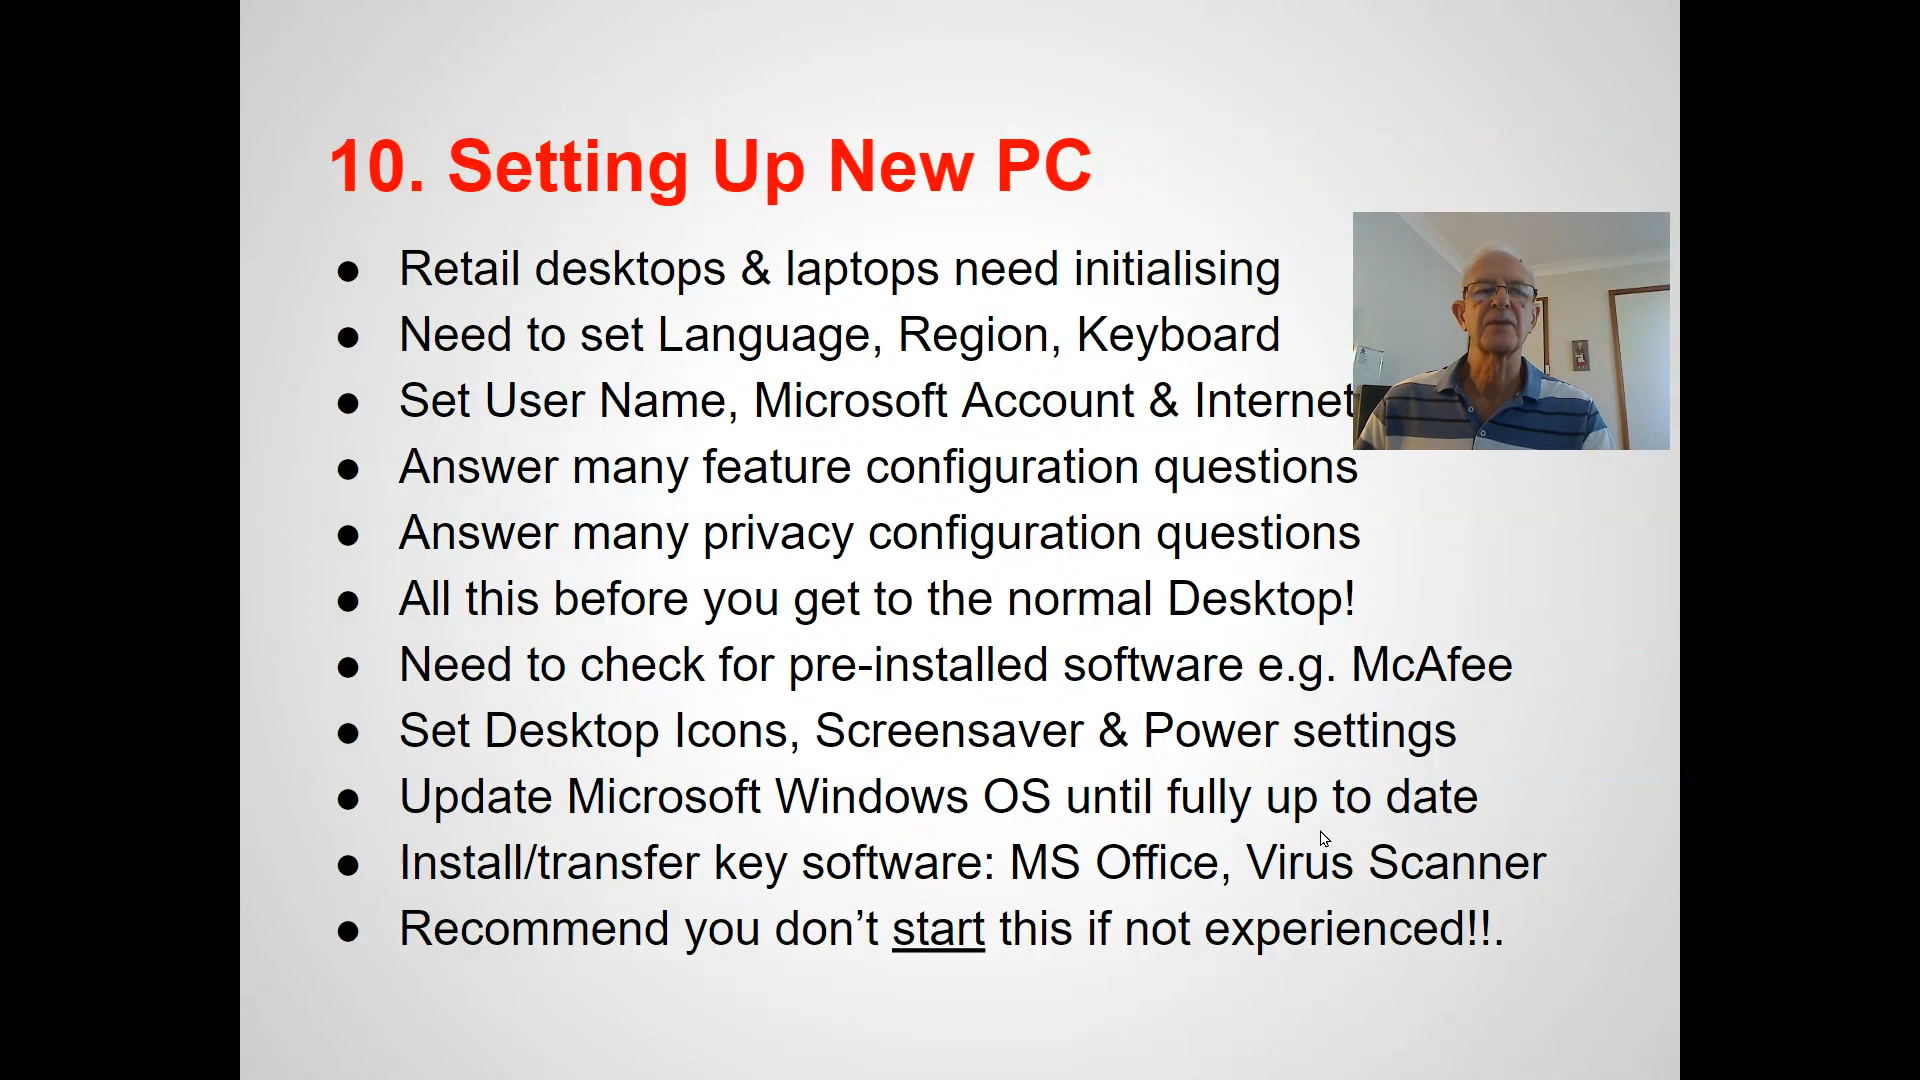 10. Setting Up New PC
● Retail desktops & laptops need initialising
● Need to set Language, Region, Keyboard
● Set User Name, Microsoft Account & Internet
● Answer many feature configuration questions
● Answer many privacy configuration questions
● All this before you get to the normal Desktop!
● Need to check for pre-installed software e.g. McAfee
● Set Desktop Icons, Screensaver & Power settings
● Update Microsoft Windows OS until fully up to date
● Install/transfer key software: MS Office, Virus Scanner
● Recommend you don’t start this if not experienced!!.